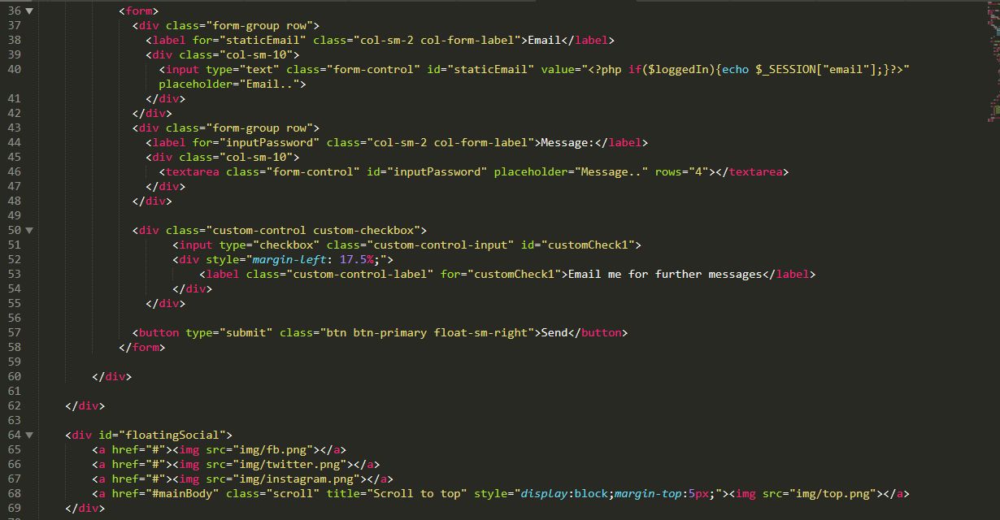 36 <form>
37 <div class="form-group row">
38 <label for="staticEmail" class="col-sm-2 col-form-label">Email</label>
39 <div class="col-sm-10">
40 <input type="text" class="form-control" id="staticEmail" value="<?php if($loggedIn){echo $_SESSION["email"];}?>"
placeholder="Email..">
41 </div>
42 </div>
43 <div class="form-group row">
44 <label for="inputPassword" class="col-sm-2 col-form-label">Message:</label>
45 <div class="col-sm-10">
46 <textarea class="form-control" id="inputPassword" placeholder="Message.." rows="4"></textarea>
47 </div>
48 </div>
49
50 <div class="custom-control custom-checkbox">
51 <input type="checkbox" class="custom-control-input" id="customCheck1">
52 <div style="margin-left: 17.5%;">
53 <label class="custom-control-label" for="customCheck1">Email me for further messages</label>
54 </div>
55 </div>
56
57 <button type="submit" class="btn btn-primary float-sm-right">Send</button>
58 </form>
59
60 </div>
61
62 </div>
63
64 <div id="floatingSocial">
65 <a href="#"><img src="img/fb.png"></a>
66 <a href="#"><img src="img/twitter.png"></a>
67 <a href="#"><img src="img/instagram.png"></a>
68 <a href="#mainBody" class="scroll" title="Scroll to top" style="display:block;margin-top:5px;"><img src="img/top.png"></a>
69 </div>